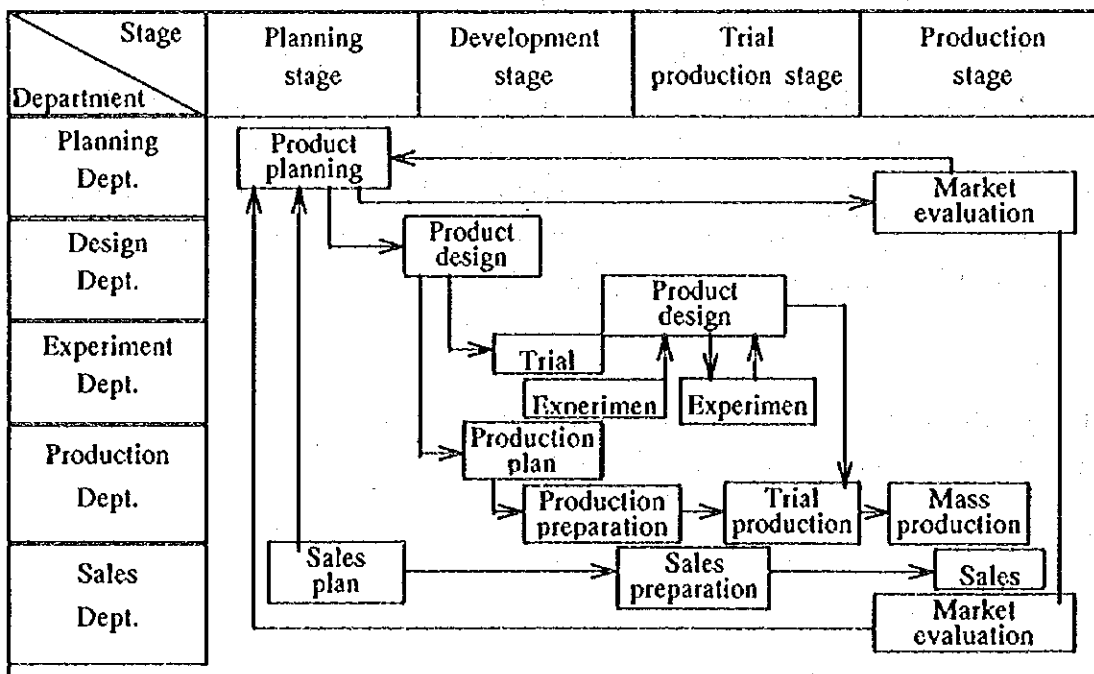 Stage
Department
Planning
stage
Development
stage
Trial
production stage
Production
stage
Planning
Dept.
Product
planning
Market
evaluation
Design
Dept.
Product
design
Product
design
Experiment
Dept.
Trial
Experimen
Experimen
Production
Dept.
Production
plan
Production
preparation
Trial
production
Mass
production
Sales
Dept.
Sales
plan
Sales
preparation
Sales
Market
evaluation